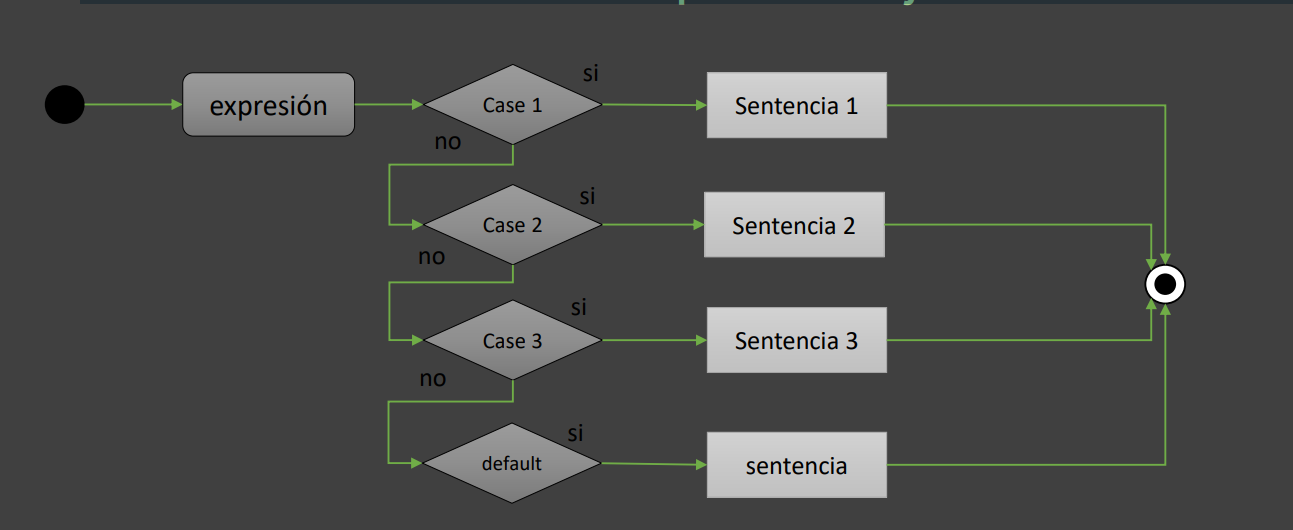 si
expresión
Case 1
Sentencia 1
no
si
Case 2
Sentencia 2
no
si
Case 3
Sentencia 3
no
si
default
sentencia